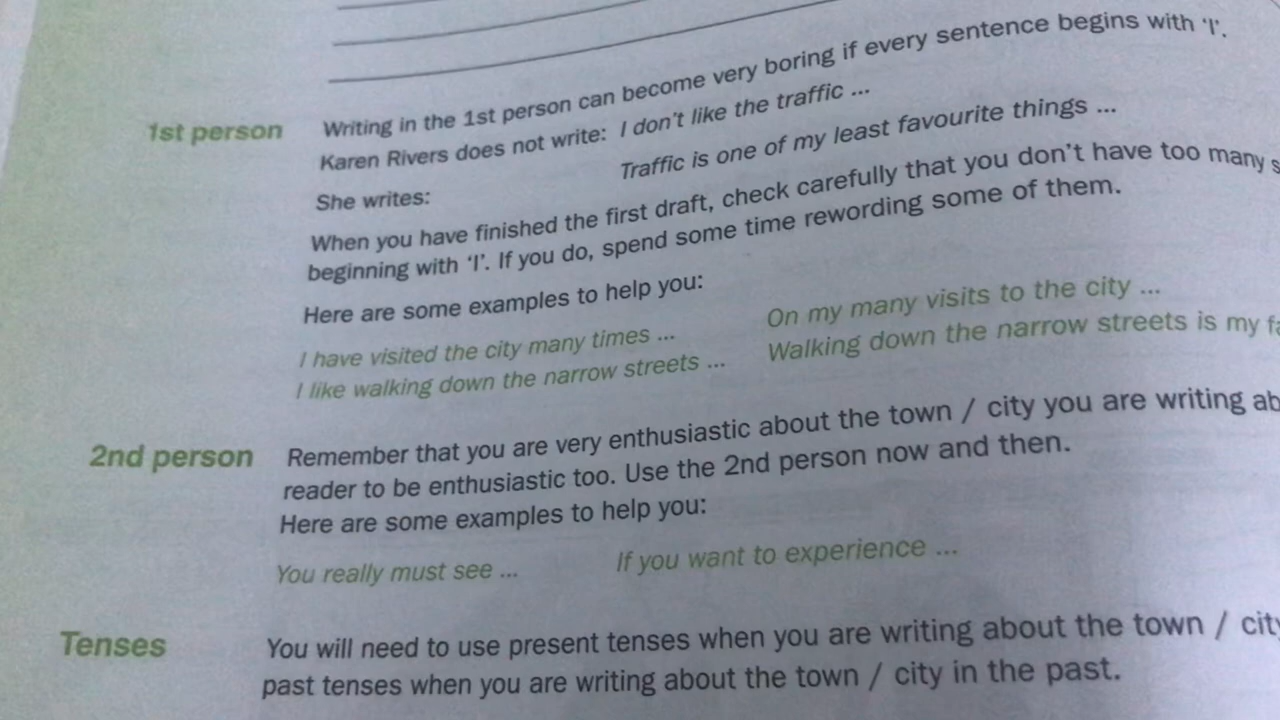 1st person
Writing in the 1st person can become very boring if every sentence begins with 'I'.
Karen Rivers does not write: I don't like the traffic ...
She writes: Traffic is one of my least favourite things ...
When you have finished the first draft, check carefully that you don't have too many
beginning with 'I'. If you do, spend some time rewording some of them.
Here are some examples to help you:
I have visited the city many times ... On my many visits to the city ...
I like walking down the narrow streets ... Walking down the narrow streets is my
2nd person
Remember that you are very enthusiastic about the town / city you are writing
reader to be enthusiastic too. Use the 2nd person now and then.
Here are some examples to help you:
You really must see ... If you want to experience ...
Tenses
You will need to use present tenses when you are writing about the town /
past tenses when you are writing about the town / city in the past.